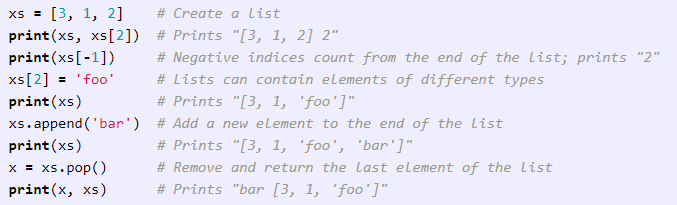 xs = [3, 1, 2]    # Create a list
print(xs, xs[2])  # Prints "[3, 1, 2] 2"
print(xs[-1])     # Negative indices count from the end of the list; prints "2"
xs[2] = 'foo'     # Lists can contain elements of different types
print(xs)         # Prints "[3, 1, 'foo']"
xs.append('bar')  # Add a new element to the end of the list
print(xs)         # Prints "[3, 1, 'foo', 'bar']"
x = xs.pop()      # Remove and return the last element of the list
print(x, xs)      # Prints "bar [3, 1, 'foo']"